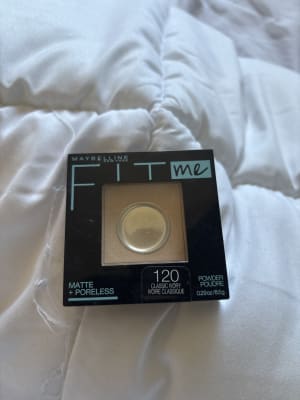 MAYBELLINE
NEW YORK
FIT me
MATTE
+ PORELESS
120
CLASSIC IVORY
IVOIRE CLASSIQUE
POWDER
POUDRE
0.29oz/8.5g